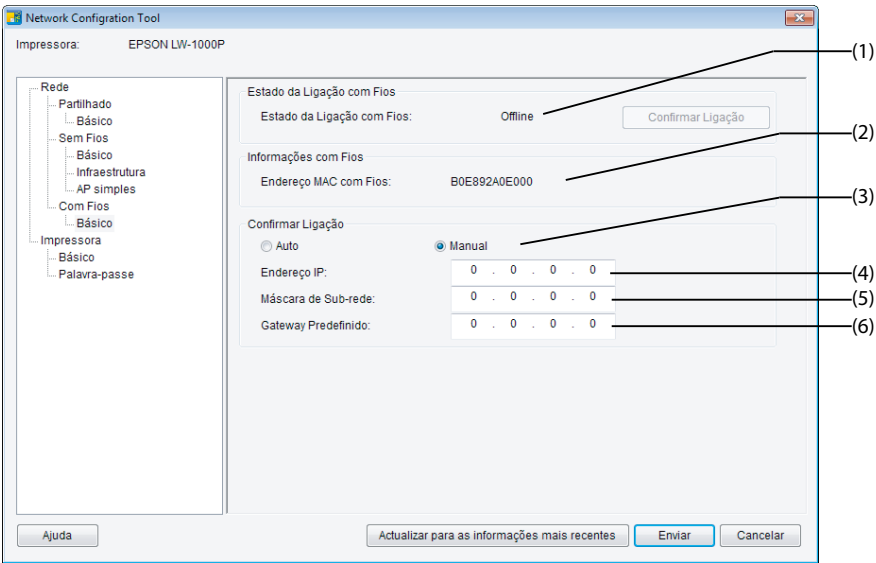 Network Configration Tool
Impressora: EPSON LW-1000P
Rede
Partilhado
Básico
Sem Fios
Básico
Infraestrutura
AP simples
Com Fios
Básico
Impressora
Básico
Palavra-passe
Estado da Ligação com Fios
Estado da Ligação com Fios: Offline Confirmar Ligação
Informações com Fios
Endereço MAC com Fios: B0E892A0E000
Confirmar Ligação
Auto Manual
Endereço IP: 0 . 0 . 0 . 0
Máscara de Sub-rede: 0 . 0 . 0 . 0
Gateway Predefinido: 0 . 0 . 0 . 0
Ajuda Actualizar para as informações mais recentes Enviar Cancelar
(1)
(2)
(3)
(4)
(5)
(6)